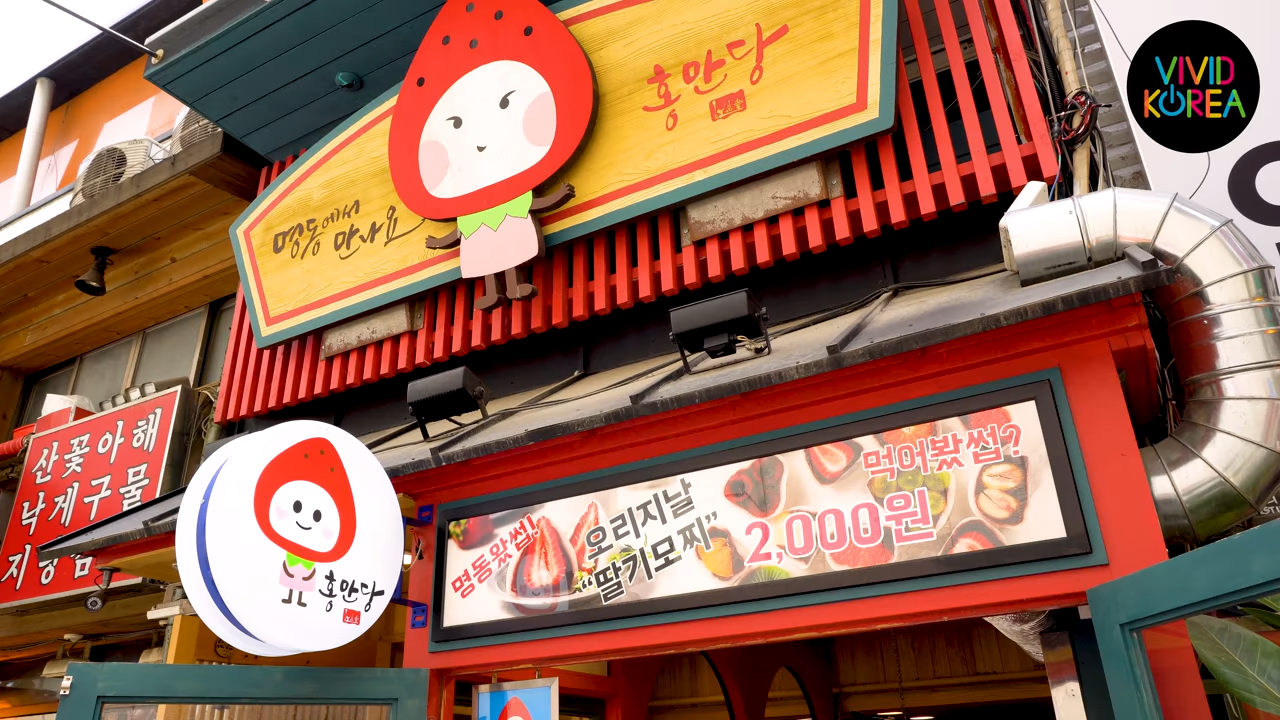 VIVID
KOREA
홍만당
명동에서
만나요
산꽃아해
낙게구물
홍만당
명동왔썹!
오리지날
“딸기모찌”
먹어봤썹?
2,000원